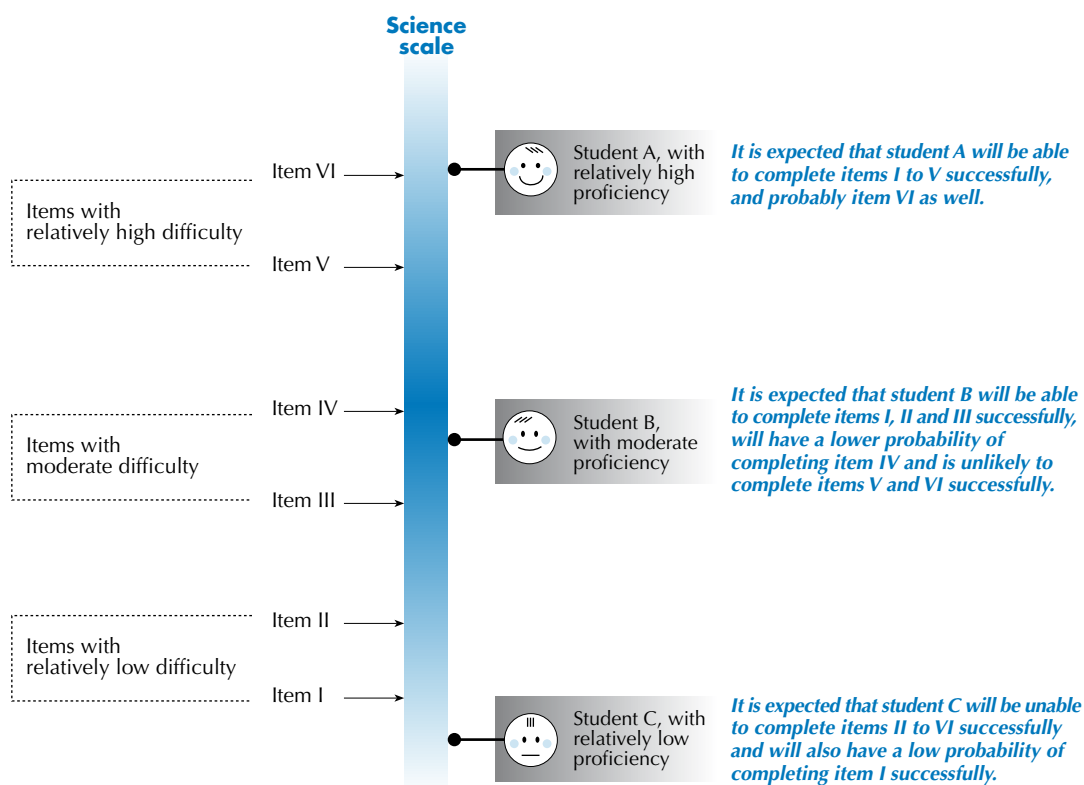 Science
scale
Item VI
Items with
relatively high difficulty
Item V
Student A, with
relatively high
proficiency
It is expected that student A will be able
to complete items I to V successfully,
and probably item VI as well.
Item IV
Items with
moderate difficulty
Item III
Student B,
with moderate
proficiency
It is expected that student B will be able
to complete items I, II and III successfully,
will have a lower probability of
completing item IV and is unlikely to
complete items V and VI successfully.
Item II
Items with
relatively low difficulty
Item I
Student C, with
relatively low
proficiency
It is expected that student C will be unable
to complete items II to VI successfully
and will also have a low probability of
completing item I successfully.